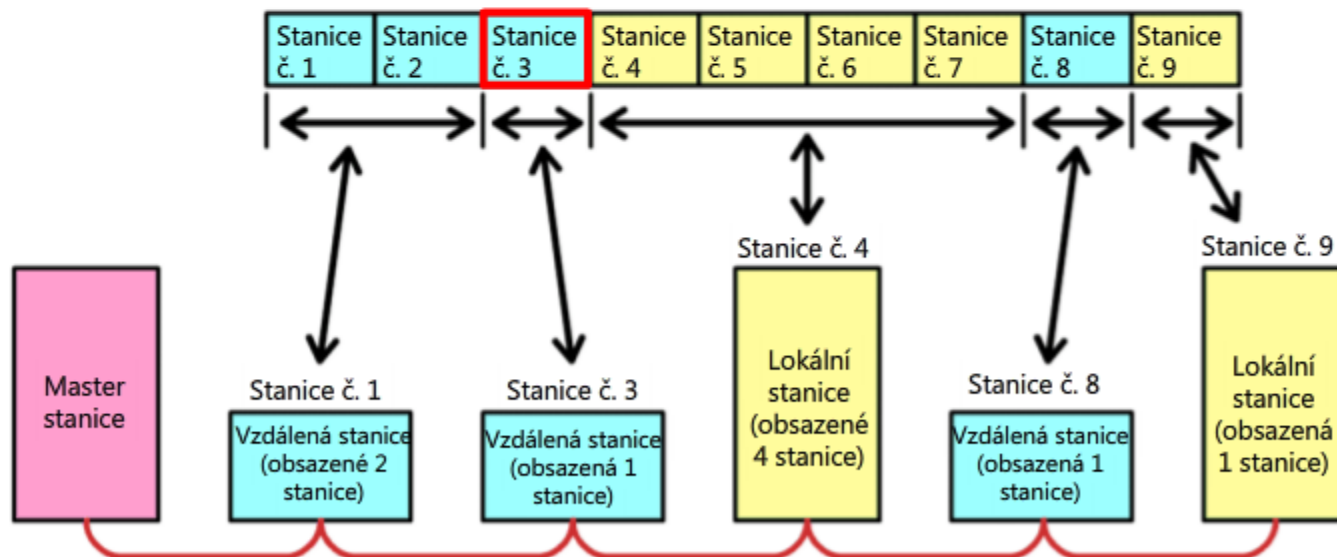 Stanice
č. 1
Stanice
č. 2
Stanice
č. 3
Stanice
č. 4
Stanice
č. 5
Stanice
č. 6
Stanice
č. 7
Stanice
č. 8
Stanice
č. 9
Master
stanice
Stanice č. 1
Vzdálená stanice
(obsazené 2
stanice)
Stanice č. 3
Vzdálená stanice
(obsazená 1
stanice)
Stanice č. 4
Lokální
stanice
(obsazené
4 stanice)
Stanice č. 8
Vzdálená stanice
(obsazená 1
stanice)
Stanice č. 9
Lokální
stanice
(obsazená
1 stanice)